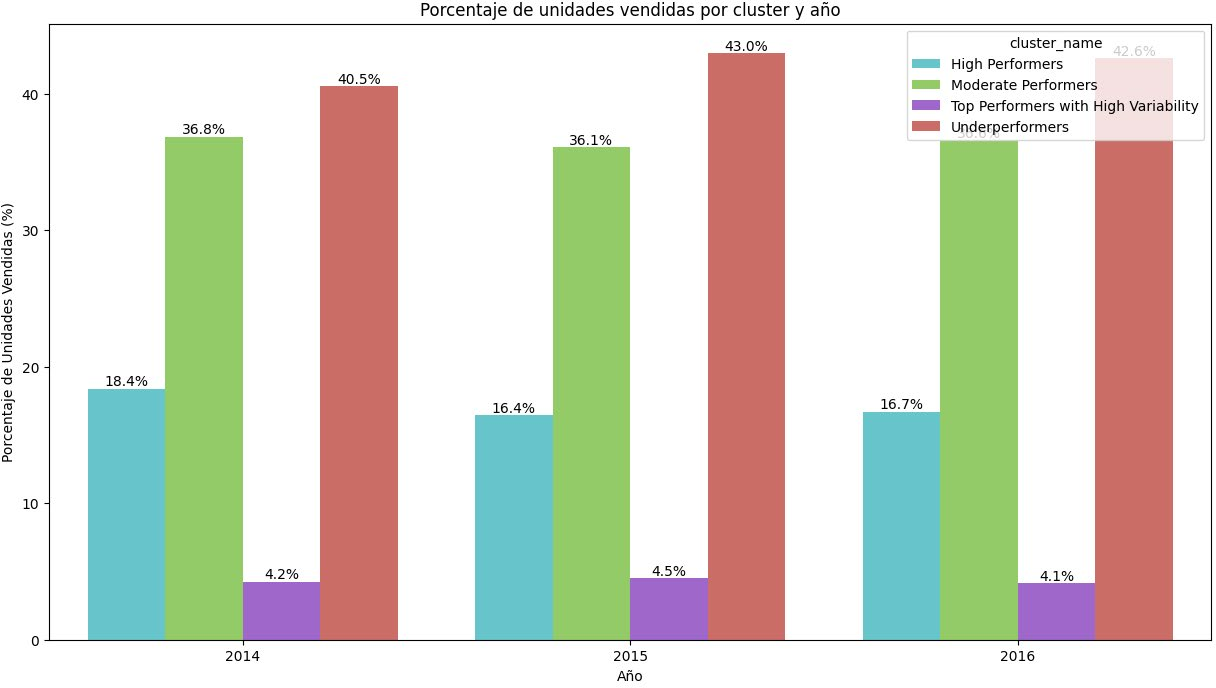 Porcentaje de unidades vendidas por cluster y año
cluster_name
High Performers
Moderate Performers
Top Performers with High Variability
Underperformers
Porcentaje de Unidades Vendidas (%)
40
30
20
10
0
18.4%
36.8%
4.2%
40.5%
16.4%
36.1%
4.5%
43.0%
16.7%
4.1%
42.6%
2014
2015
2016
Año